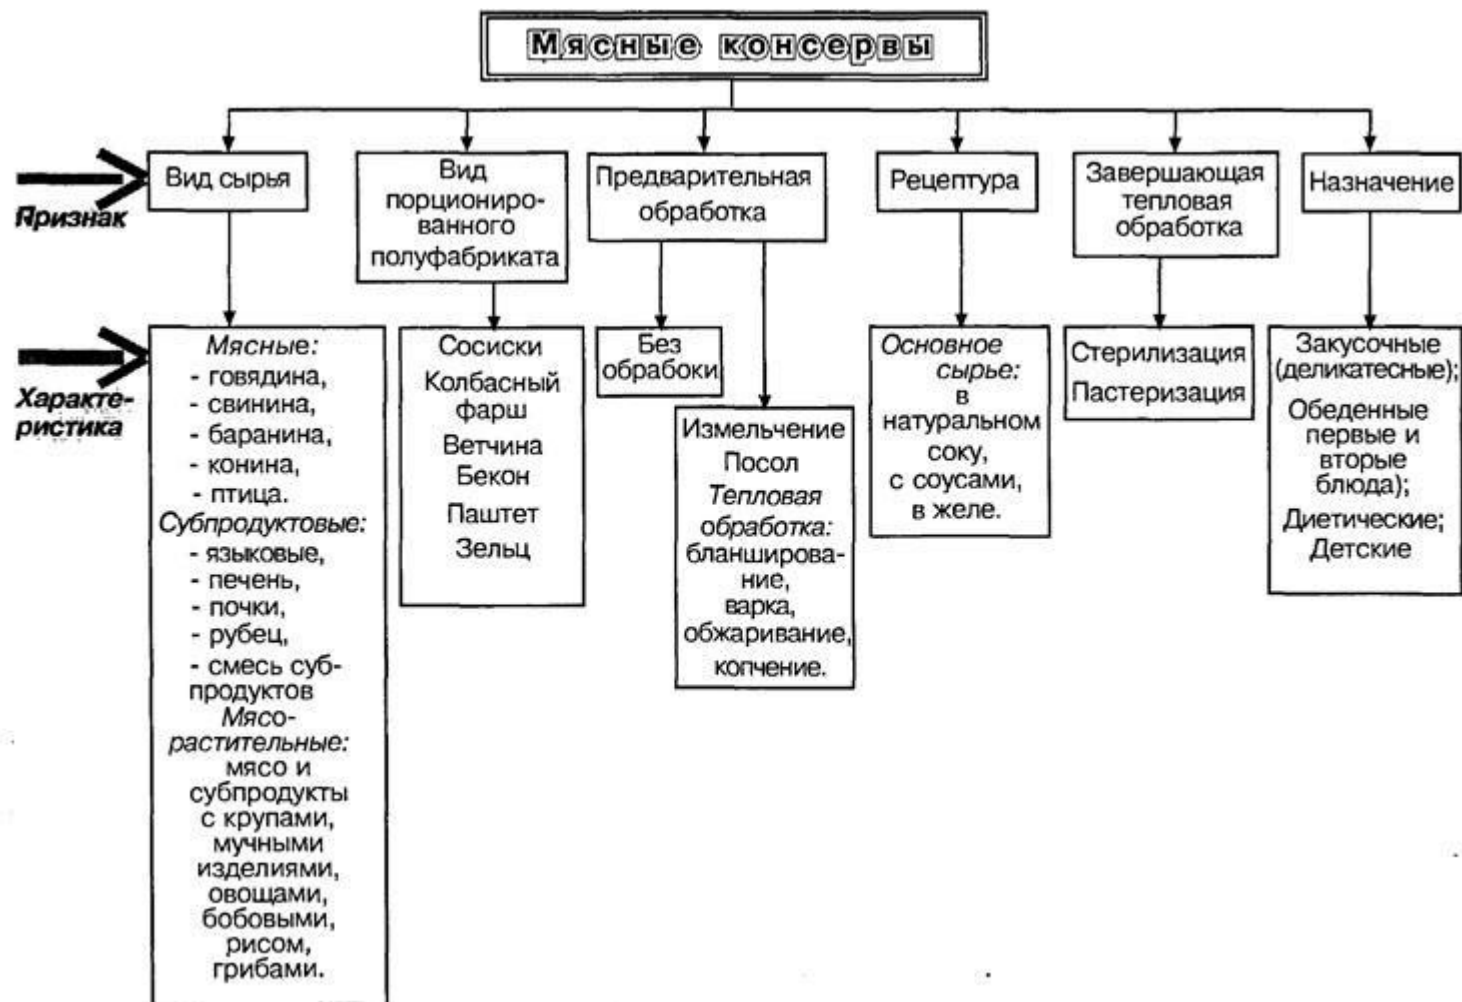 Мясные консервы
Признак
Вид сырья
Вид
порциониро-
ванного
полуфабриката
Предварительная
обработка
Рецептура
Завершающая
тепловая
обработка
Назначение
Характе-
ристика
Мясные:
- говядина,
- свинина,
- баранина,
- конина,
- птица.
Субпродуктовые:
- языковые,
- печень,
- почки,
- рубец,
- смесь суб-
продуктов
Мясо-
растительные:
мясо и
субпродукты
с крупами,
мучными
изделиями,
овощами,
бобовыми,
рисом,
грибами.
Сосиски
Колбасный
фарш
Ветчина
Бекон
Паштет
Зельц
Без
обрабоки
Измельчение
Посол
Тепловая
обработка:
бланширова-
ние,
варка,
обжаривание,
копчение.
Основное
сырье:
в
натуральном
соку,
с соусами,
в желе.
Стерилизация
Пастеризация
Закусочные
(деликатесные);
Обеденные
первые и
вторые
блюда);
Диетические;
Детские